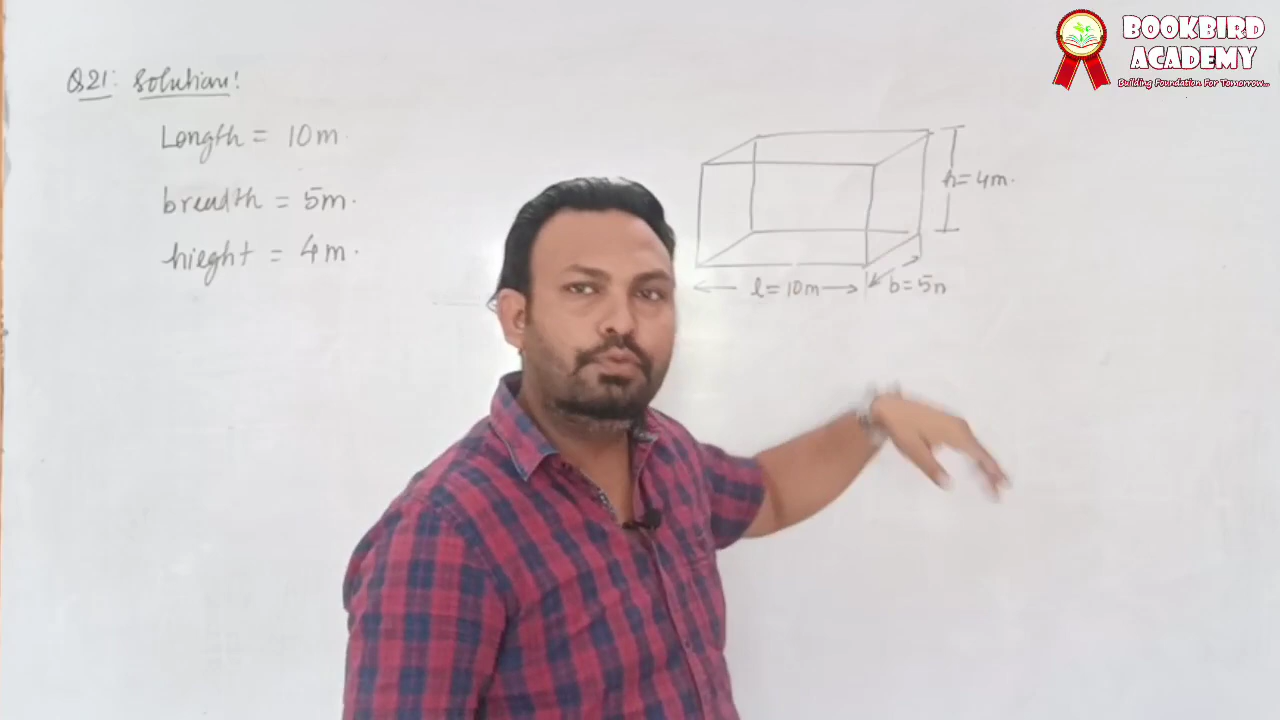 BOOKBIRD
ACADEMY
Building Foundation For Tomorrow...
Q21: Solution:
Length = 10m.
breadth = 5m.
hieght = 4m.
h=4m.
l=10m
b=5m